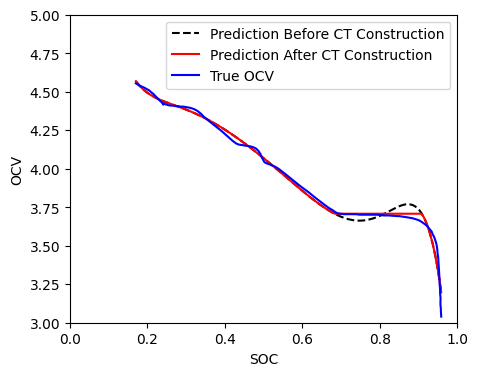 5.00
4.75
4.50
4.25
4.00
3.75
3.50
3.25
3.00
OCV
Prediction Before CT Construction
Prediction After CT Construction
True OCV
0.0 0.2 0.4 0.6 0.8 1.0
SOC